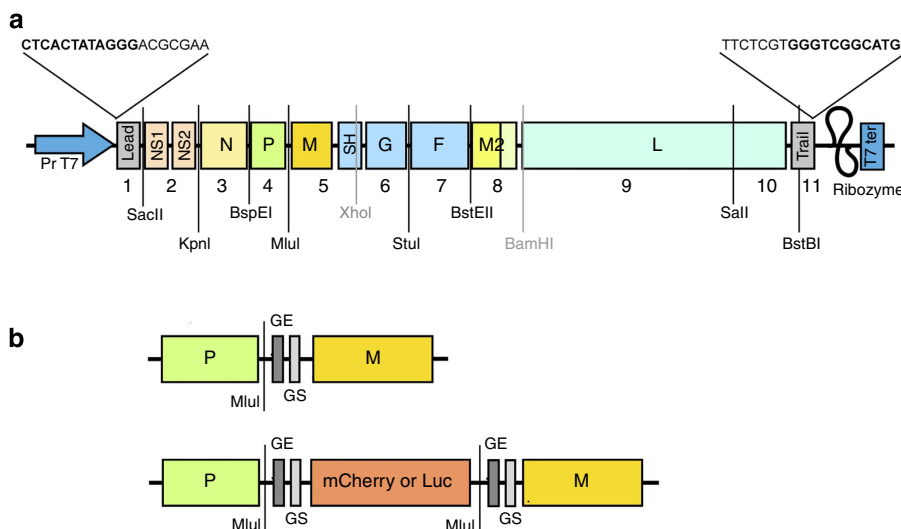 a
CTCACTATAGGGACGCGAA TTCTCGTGGGTCGGCATG
Pr T7 Lead NS1 NS2 N P M SH G F M2 L Trail T7 ter
1 2 3 4 5 6 7 8 9 10 11 Ribozyme
SacII BspEI XhoI BstEII SalI
KpnI MluI StuI BamHI BstBI
b
GE
P M
MluI GS
GE GE
P mCherry or Luc M
MluI GS MluI GS